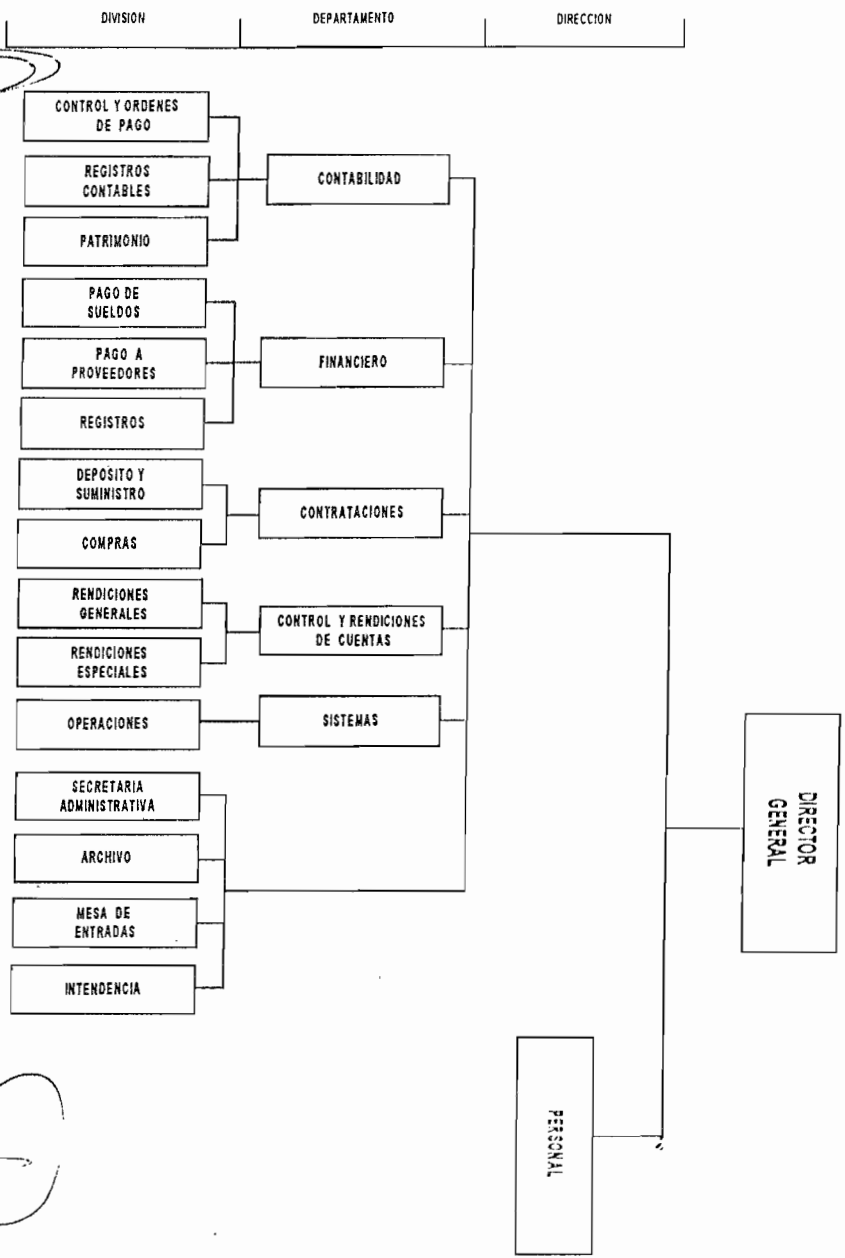 DIVISION
DEPARTAMENTO
DIRECCION
CONTROL Y ORDENES
DE PAGO
REGISTROS
CONTABLES
PATRIMONIO
CONTABILIDAD
PAGO DE
SUELDOS
PAGO A
PROVEEDORES
REGISTROS
FINANCIERO
DEPOSITO Y
SUMINISTRO
COMPRAS
CONTRATACIONES
RENDICIONES
GENERALES
RENDICIONES
ESPECIALES
CONTROL Y RENDICIONES
DE CUENTAS
OPERACIONES
SISTEMAS
SECRETARIA
ADMINISTRATIVA
ARCHIVO
MESA DE
ENTRADAS
INTENDENCIA
DIRECTOR
GENERAL
PERSONAL